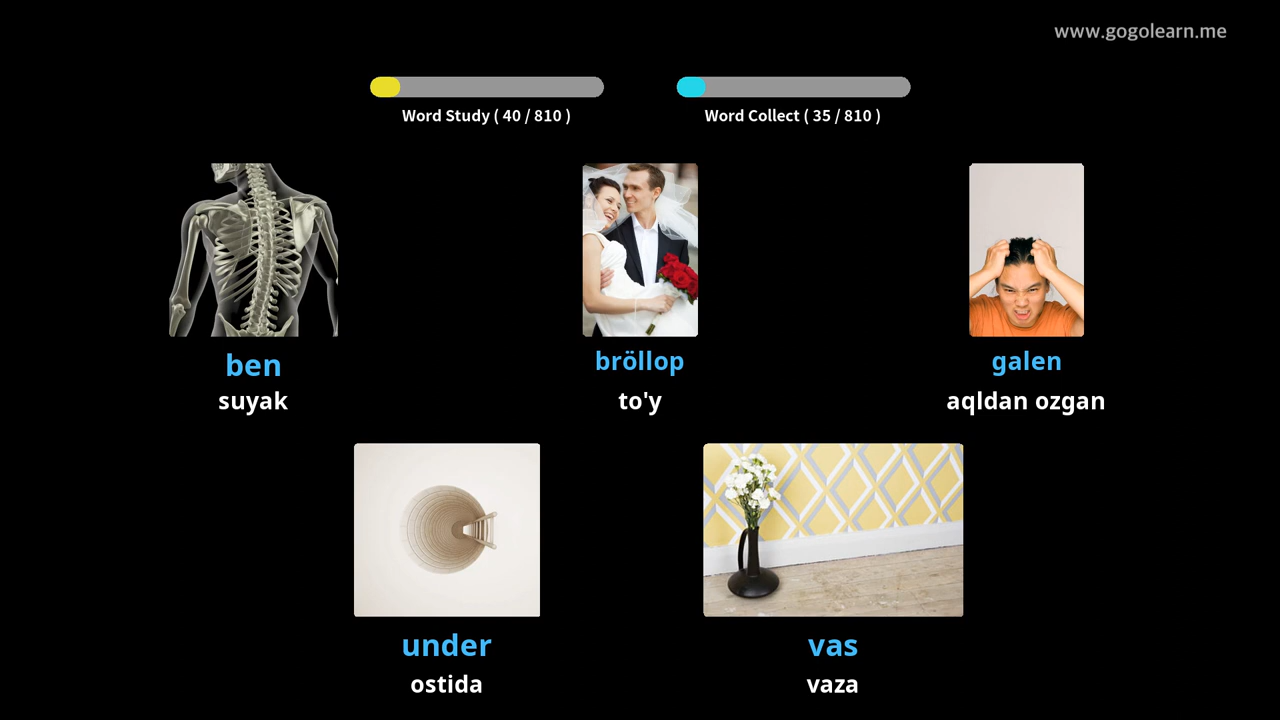 www.gogolearn.me
Word Study ( 40 / 810 )
Word Collect ( 35 / 810 )
ben
bröllop
galen
suyak
to'y
aqldan ozgan
under
vas
ostida
vaza